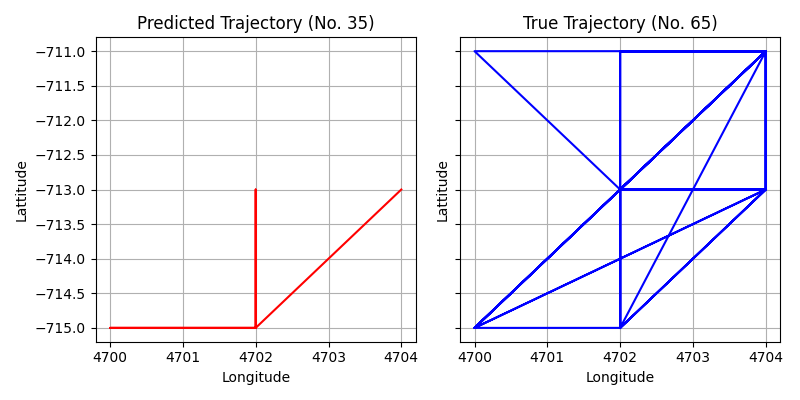 Predicted Trajectory (No. 35)
True Trajectory (No. 65)
−711.0
−711.5
−712.0
−712.5
−713.0
−713.5
−714.0
−714.5
−715.0
Lattitude
Lattitude
4700 4701 4702 4703 4704
4700 4701 4702 4703 4704
Longitude
Longitude